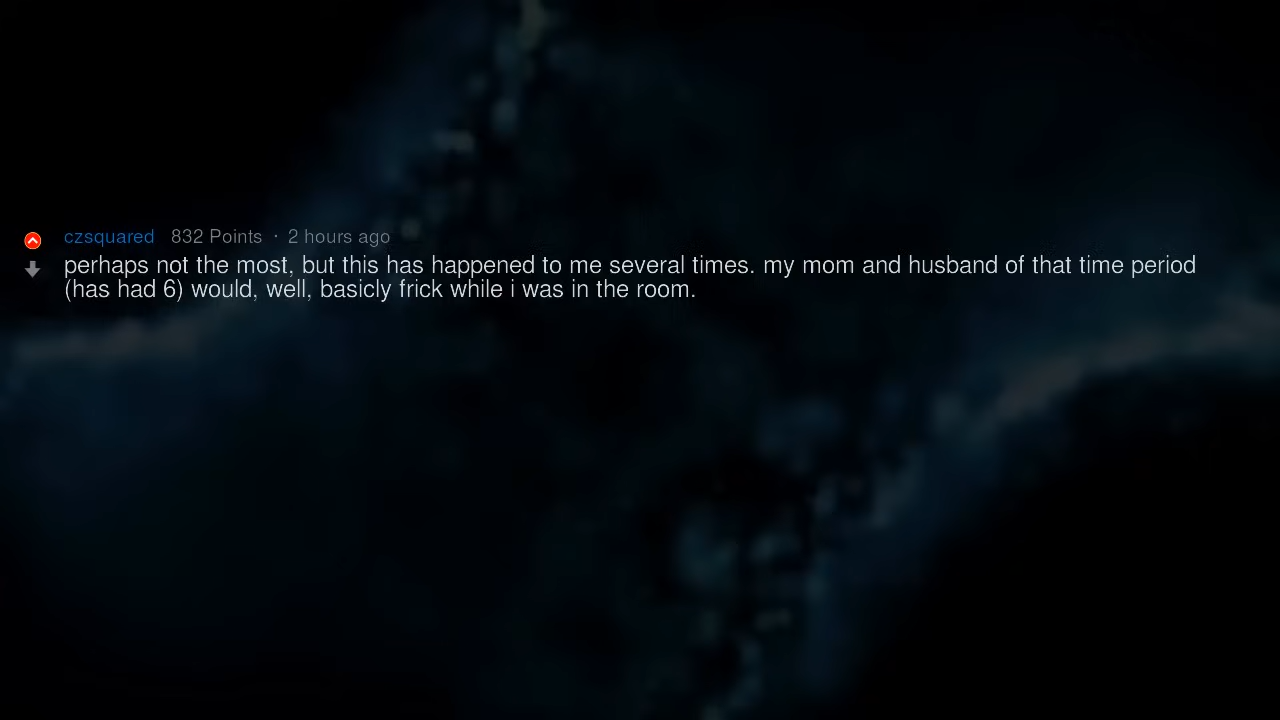 czsquared 832 Points · 2 hours ago
perhaps not the most, but this has happened to me several times. my mom and husband of that time period
(has had 6) would, well, basicly frick while i was in the room.